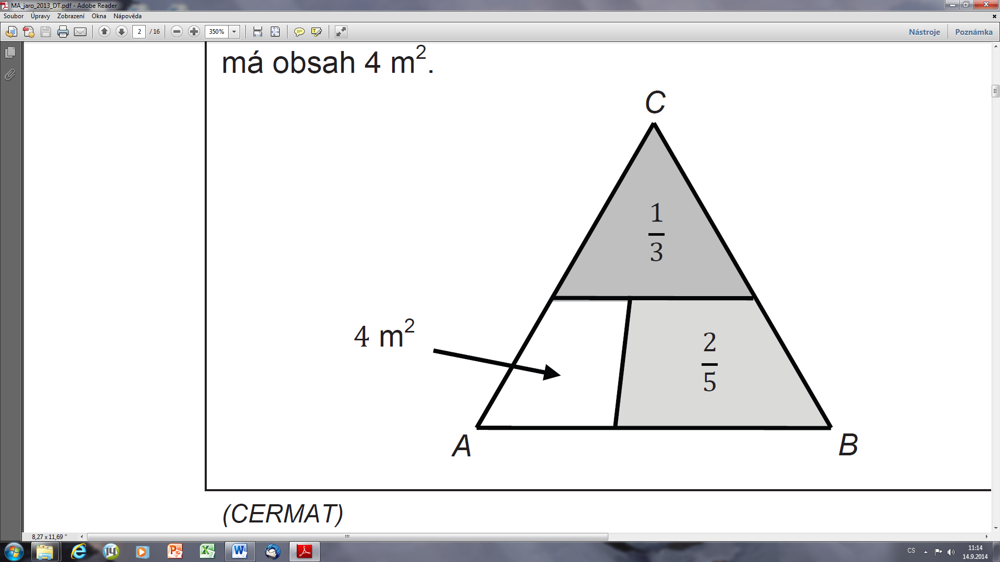 MA_jaro_2013_DT.pdf - Adobe Reader
Soubor Úpravy Zobrazení Okna Nápověda
2 / 16 350% Nástroje Poznámka
má obsah 4 m².
C
1
3
4 m²
2
5
A B
(CERMAT)
8,27 x 11,69 "
CS 11:14
14.9.2014